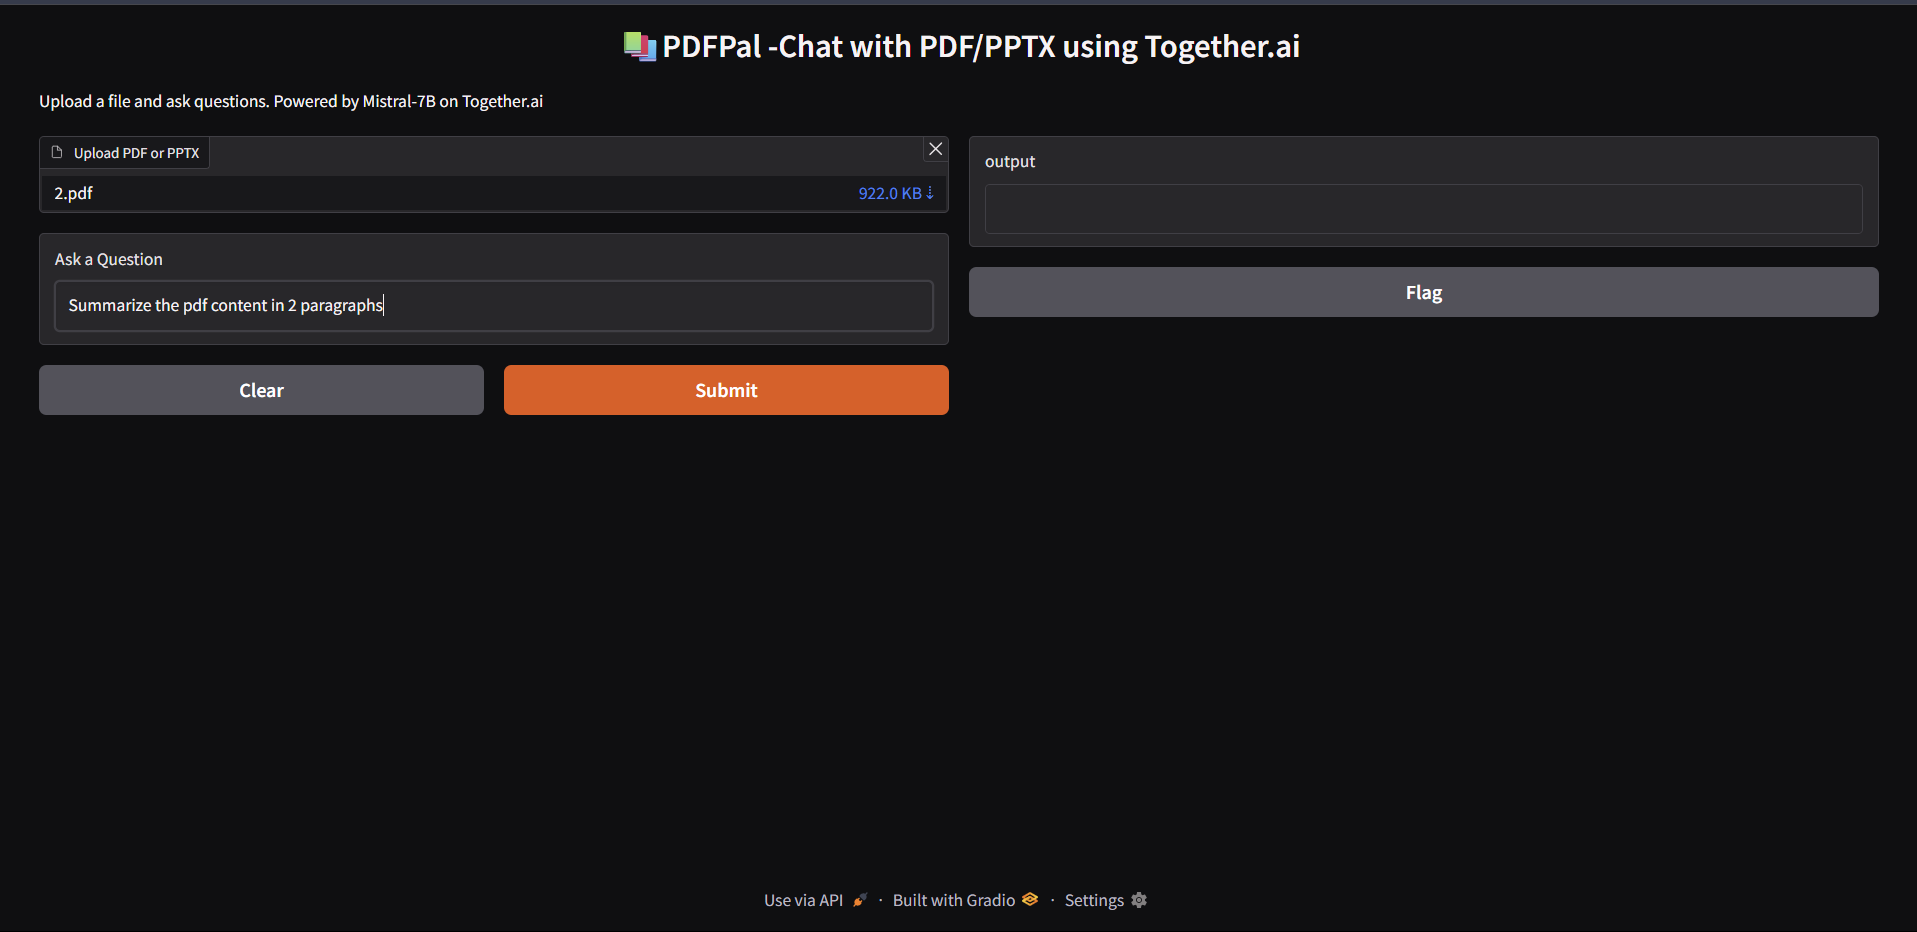 PDFPal -Chat with PDF/PPTX using Together.ai
Upload a file and ask questions. Powered by Mistral-7B on Together.ai
Upload PDF or PPTX
2.pdf 922.0 KB ⇣
Ask a Question
Summarize the pdf content in 2 paragraphs
Clear
Submit
output
Flag
Use via API · Built with Gradio · Settings